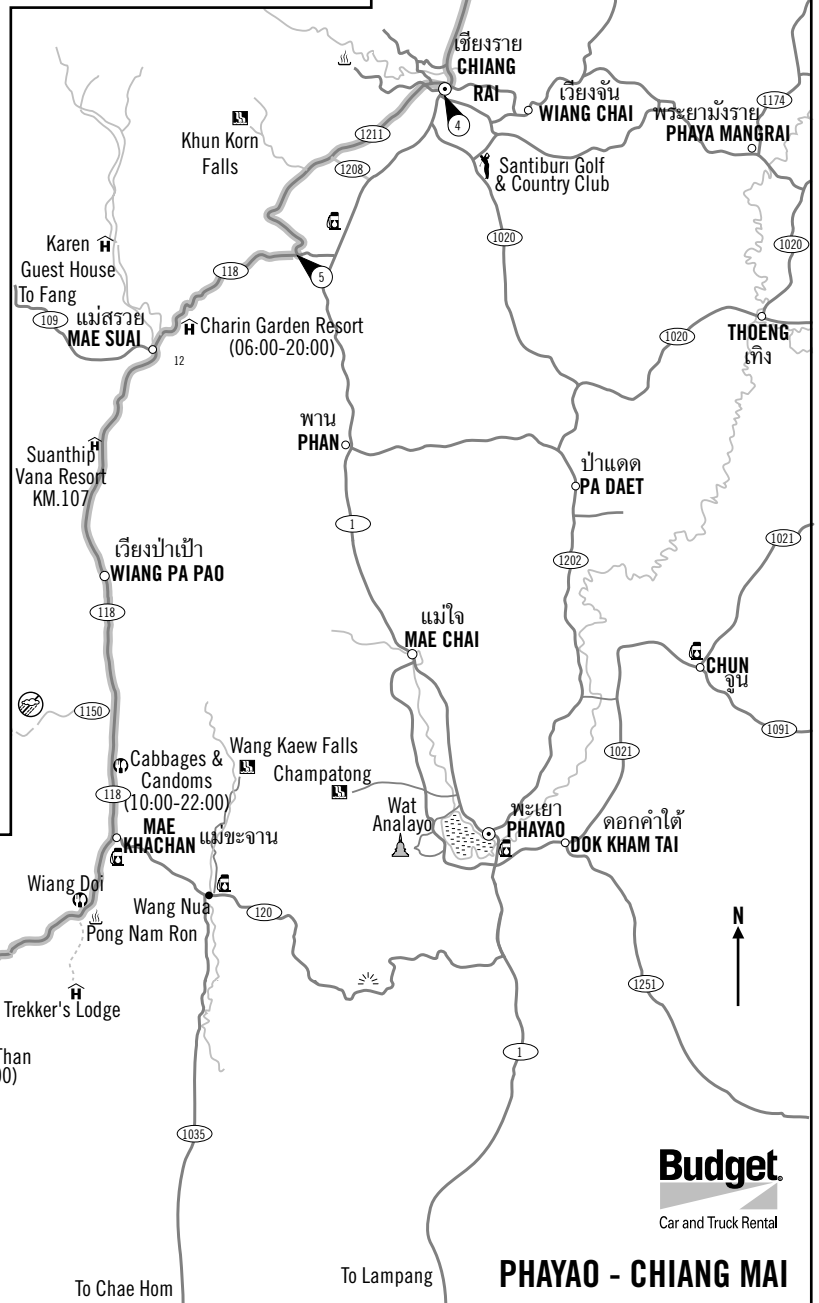 เชียงราย
CHIANG
RAI
4
เวียงจัน
WIANG CHAI
1174
พระยามังราย
PHAYA MANGRAI
Khun Korn
Falls
1211
1208
Santiburi Golf
& Country Club
1020
1020
Karen
Guest House
To Fang
118
5
109
แม่สรวย
MAE SUAI
Charin Garden Resort
(06:00-20:00)
12
1020
THOENG
เทิง
พาน
PHAN
Suanthip
Vana Resort
KM.107
ป่าแดด
PA DAET
1
1021
เวียงป่าเป้า
WIANG PA PAO
1202
118
แม่ใจ
MAE CHAI
CHUN
จูน
1150
1091
1021
Cabbages &
Candoms
(10:00-22:00)
Wang Kaew Falls
Champatong
118
Wat
Analayo
พะเยา
PHAYAO
ดอกคำใต้
DOK KHAM TAI
MAE
KHACHAN
แม่ขะจาน
Wiang Doi
Wang Nua
120
Pong Nam Ron
N
Trekker's Lodge
1251
Than
00)
1
1035
Budget
Car and Truck Rental
To Chae Hom
To Lampang
PHAYAO - CHIANG MAI